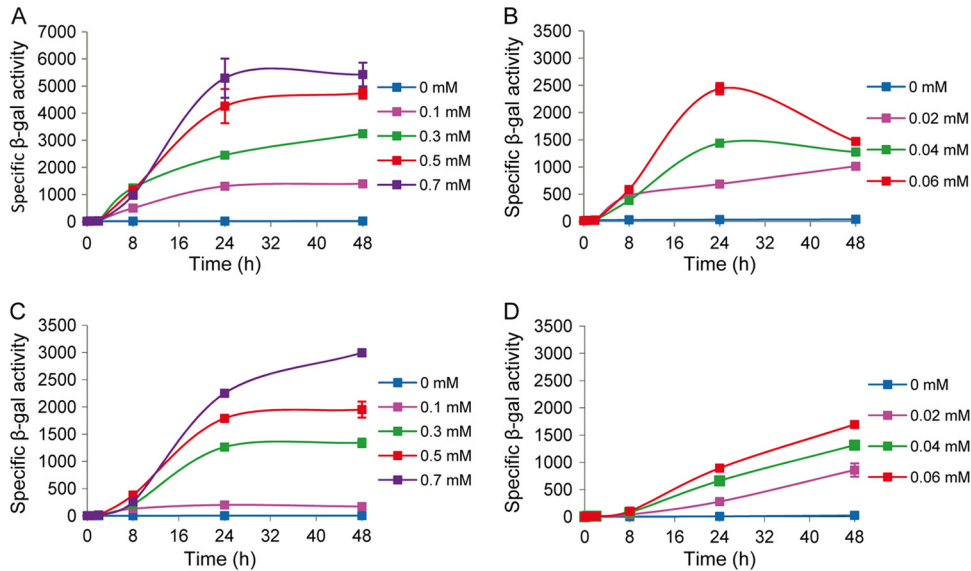 A
Specific β-gal activity
7000
6000
5000
4000
3000
2000
1000
0
0 8 16 24 32 40 48
Time (h)
0 mM
0.1 mM
0.3 mM
0.5 mM
0.7 mM
B
Specific β-gal activity
3500
3000
2500
2000
1500
1000
500
0
0 8 16 24 32 40 48
Time (h)
0 mM
0.02 mM
0.04 mM
0.06 mM
C
Specific β-gal activity
3500
3000
2500
2000
1500
1000
500
0
0 8 16 24 32 40 48
Time (h)
0 mM
0.1 mM
0.3 mM
0.5 mM
0.7 mM
D
Specific β-gal activity
3500
3000
2500
2000
1500
1000
500
0
0 8 16 24 32 40 48
Time (h)
0 mM
0.02 mM
0.04 mM
0.06 mM